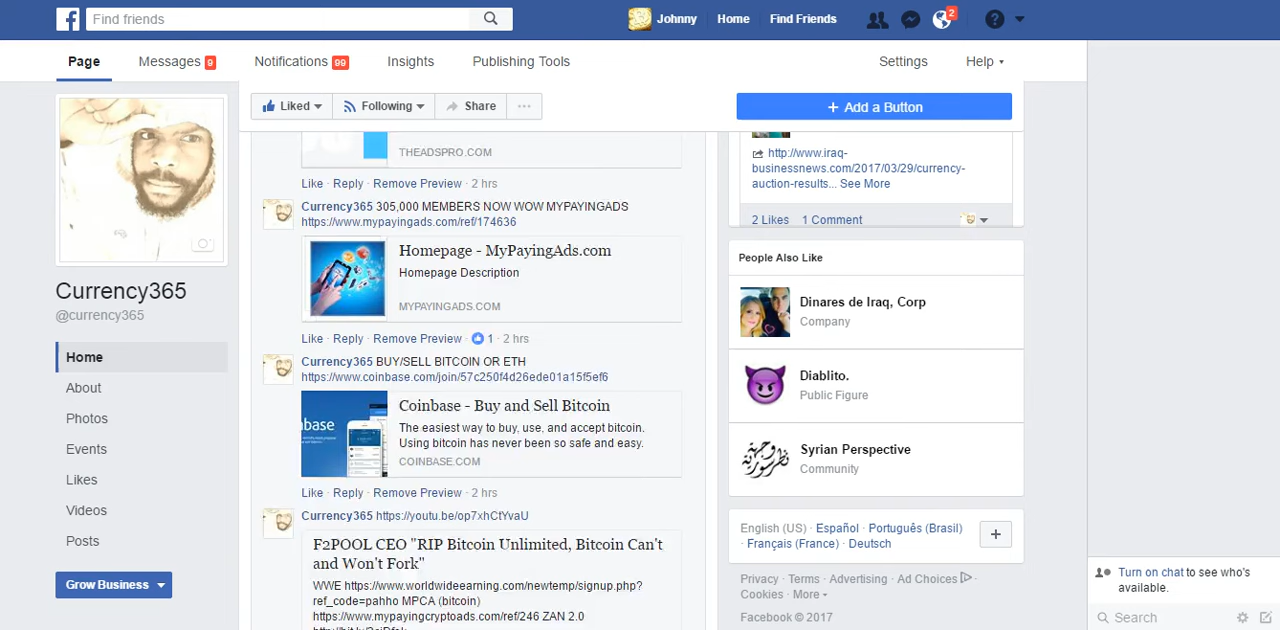 Find friends
Johnny
Home
Find Friends
2
Page
Messages 9
Notifications 99
Insights
Publishing Tools
Settings
Help
Liked
Following
Share
+ Add a Button
Currency365
@currency365
Home
About
Photos
Events
Likes
Videos
Posts
Grow Business
THEADSPRO.COM
Like · Reply · Remove Preview · 2 hrs
Currency365 305,000 MEMBERS NOW WOW MYPAYINGADS
https://www.mypayingads.com/ref/174636
Homepage - MyPayingAds.com
Homepage Description
MYPAYINGADS.COM
Like · Reply · Remove Preview · 1 · 2 hrs
Currency365 BUY/SELL BITCOIN OR ETH
https://www.coinbase.com/join/57c250f4d26ede01a15f5ef6
base
Coinbase - Buy and Sell Bitcoin
The easiest way to buy, use, and accept bitcoin.
Using bitcoin has never been so safe and easy.
COINBASE.COM
Like · Reply · Remove Preview · 2 hrs
Currency365 https://youtu.be/op7xhCtYvaU
F2POOL CEO "RIP Bitcoin Unlimited, Bitcoin Can't
and Won't Fork"
WWE https://www.worldwidearning.com/newtemp/signup.php?
ref_code=pahho MPCA (bitcoin)
https://www.mypayingcryptoads.com/ref/246 ZAN 2.0
http://www.iraq-
businessnews.com/2017/03/29/currency-
auction-results... See More
2 Likes 1 Comment
People Also Like
Dinares de Iraq, Corp
Company
Diablito.
Public Figure
وجهة
نظر سورية
Syrian Perspective
Community
English (US) · Español · Português (Brasil)
· Français (France) · Deutsch
+
Privacy · Terms · Advertising · Ad Choices ·
Cookies · More
Facebook © 2017
Turn on chat to see who's
available.
Search